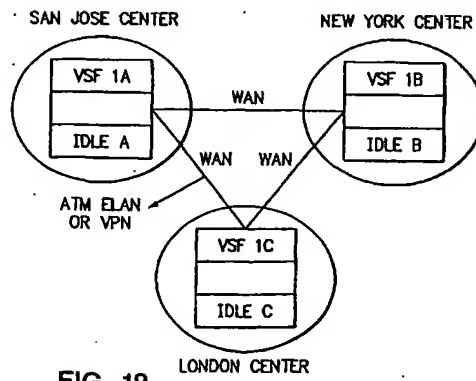 SAN JOSE CENTER
NEW YORK CENTER
VSF 1A
IDLE A
WAN
VSF 1B
IDLE B
WAN
WAN
ATM ELAN
OR VPN
VSF 1C
IDLE C
LONDON CENTER